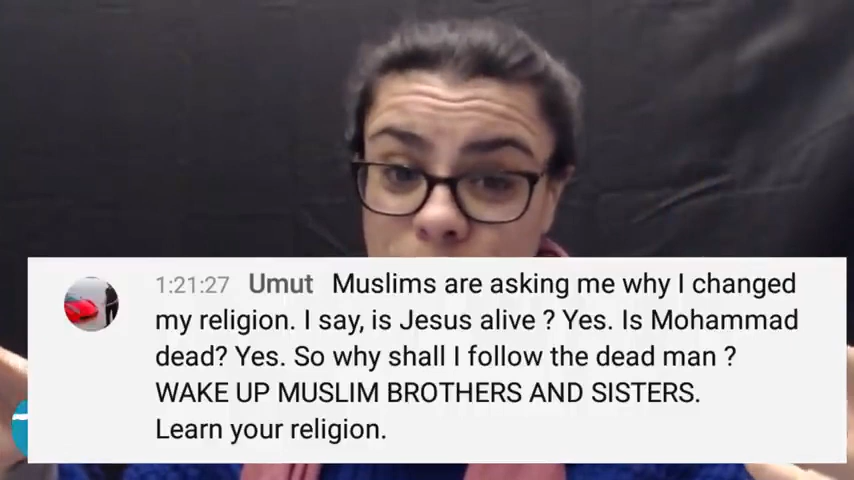 1:21:27 Umut Muslims are asking me why I changed
my religion. I say, is Jesus alive ? Yes. Is Mohammad
dead? Yes. So why shall I follow the dead man ?
WAKE UP MUSLIM BROTHERS AND SISTERS.
Learn your religion.